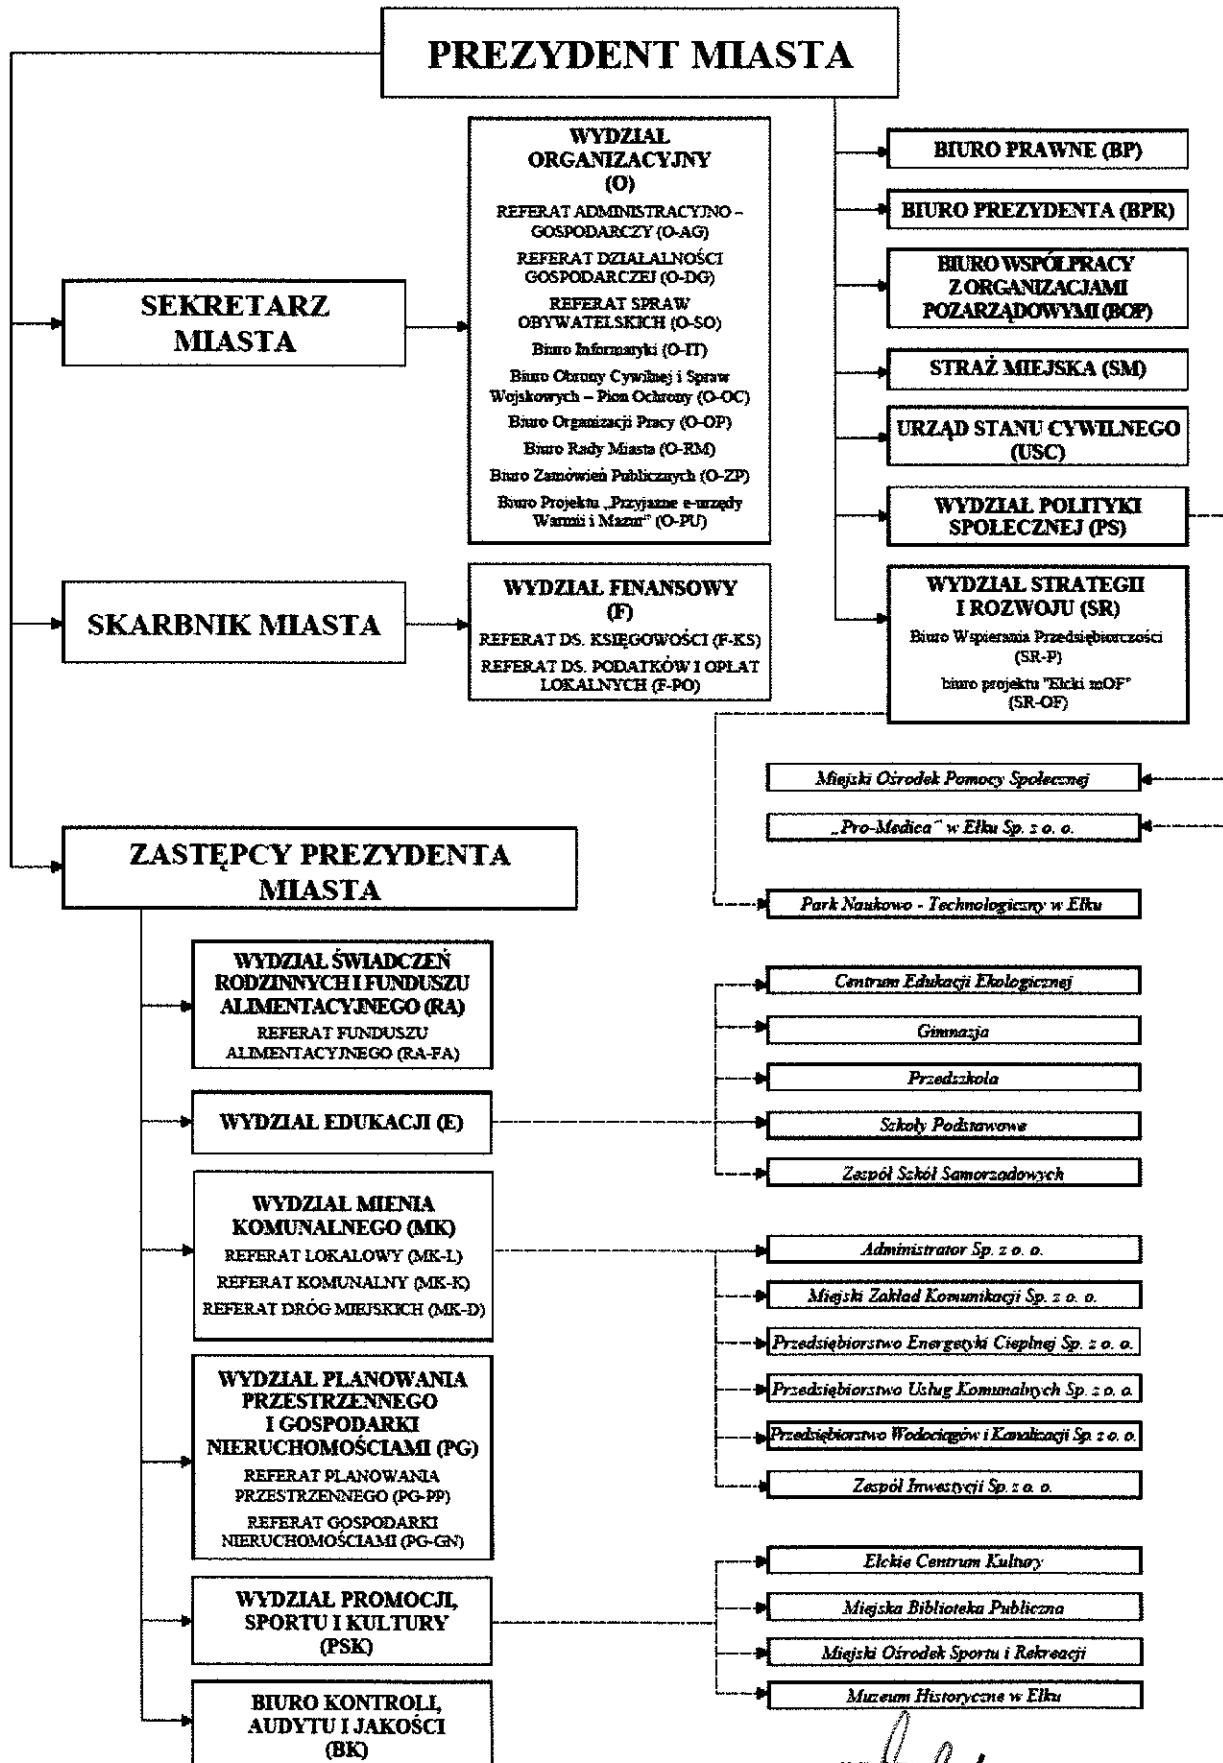 PREZYDENT MIASTA
SEKRETARZ
MIASTA
WYDZIAŁ
ORGANIZACYJNY
(O)
REFERAT ADMINISTRACYJNO –
GOSPODARCZY (O-AG)
REFERAT DZIAŁALNOŚCI
GOSPODARCZEJ (O-DG)
REFERAT SPRAW
OBYWATELSKICH (O-SO)
Biuro Informatyki (O-IT)
Biuro Obrony Cywilnej i Spraw
Wojskowych – Pion Ochrony (O-OC)
Biuro Organizacji Pracy (O-OP)
Biuro Rady Miasta (O-RM)
Biuro Zamówień Publicznych (O-ZP)
Biuro Projektu „Przyjazne e-urzędy
Warmii i Mazur" (O-PU)
BIURO PRAWNE (BP)
BIURO PREZYDENTA (BPR)
BIURO WSPÓŁPRACY
Z ORGANIZACJAMI
POZARZĄDOWYMI (BOP)
STRAŻ MIEJSKA (SM)
URZĄD STANU CYWILNEGO
(USC)
WYDZIAŁ POLITYKI
SPOŁECZNEJ (PS)
WYDZIAŁ STRATEGII
I ROZWOJU (SR)
Biuro Wspierania Przedsiębiorczości
(SR-P)
biuro projektu "Ełcki mOF"
(SR-OF)
SKARBNIK MIASTA
WYDZIAŁ FINANSOWY
(F)
REFERAT DS. KSIĘGOWOŚCI (F-KS)
REFERAT DS. PODATKÓW I OPŁAT
LOKALNYCH (F-PO)
Miejski Ośrodek Pomocy Społecznej
„Pro-Medica" w Ełku Sp. z o. o.
Park Naukowo - Technologiczny w Ełku
ZASTĘPCY PREZYDENTA
MIASTA
WYDZIAŁ ŚWIADCZEŃ
RODZINNYCH I FUNDUSZU
ALIMENTACYJNEGO (RA)
REFERAT FUNDUSZU
ALIMENTACYJNEGO (RA-FA)
WYDZIAŁ EDUKACJI (E)
Centrum Edukacji Ekologicznej
Gimnazja
Przedszkola
Szkoły Podstawowe
Zespół Szkół Samorządowych
WYDZIAŁ MIENIA
KOMUNALNEGO (MK)
REFERAT LOKALOWY (MK-L)
REFERAT KOMUNALNY (MK-K)
REFERAT DRÓG MIEJSKICH (MK-D)
Administrator Sp. z o. o.
Miejski Zakład Komunikacji Sp. z o. o.
Przedsiębiorstwo Energetyki Cieplnej Sp. z o. o.
Przedsiębiorstwo Usług Komunalnych Sp. z o. o.
Przedsiębiorstwo Wodociągów i Kanalizacji Sp. z o. o.
Zespół Inwestycji Sp. z o. o.
WYDZIAŁ PLANOWANIA
PRZESTRZENNEGO
I GOSPODARKI
NIERUCHOMOŚCIAMI (PG)
REFERAT PLANOWANIA
PRZESTRZENNEGO (PG-PP)
REFERAT GOSPODARKI
NIERUCHOMOŚCIAMI (PG-GN)
WYDZIAŁ PROMOCJI,
SPORTU I KULTURY
(PSK)
Ełckie Centrum Kultury
Miejska Biblioteka Publiczna
Miejski Ośrodek Sportu i Rekreacji
Muzeum Historyczne w Ełku
BIURO KONTROLI,
AUDYTU I JAKOŚCI
(BK)